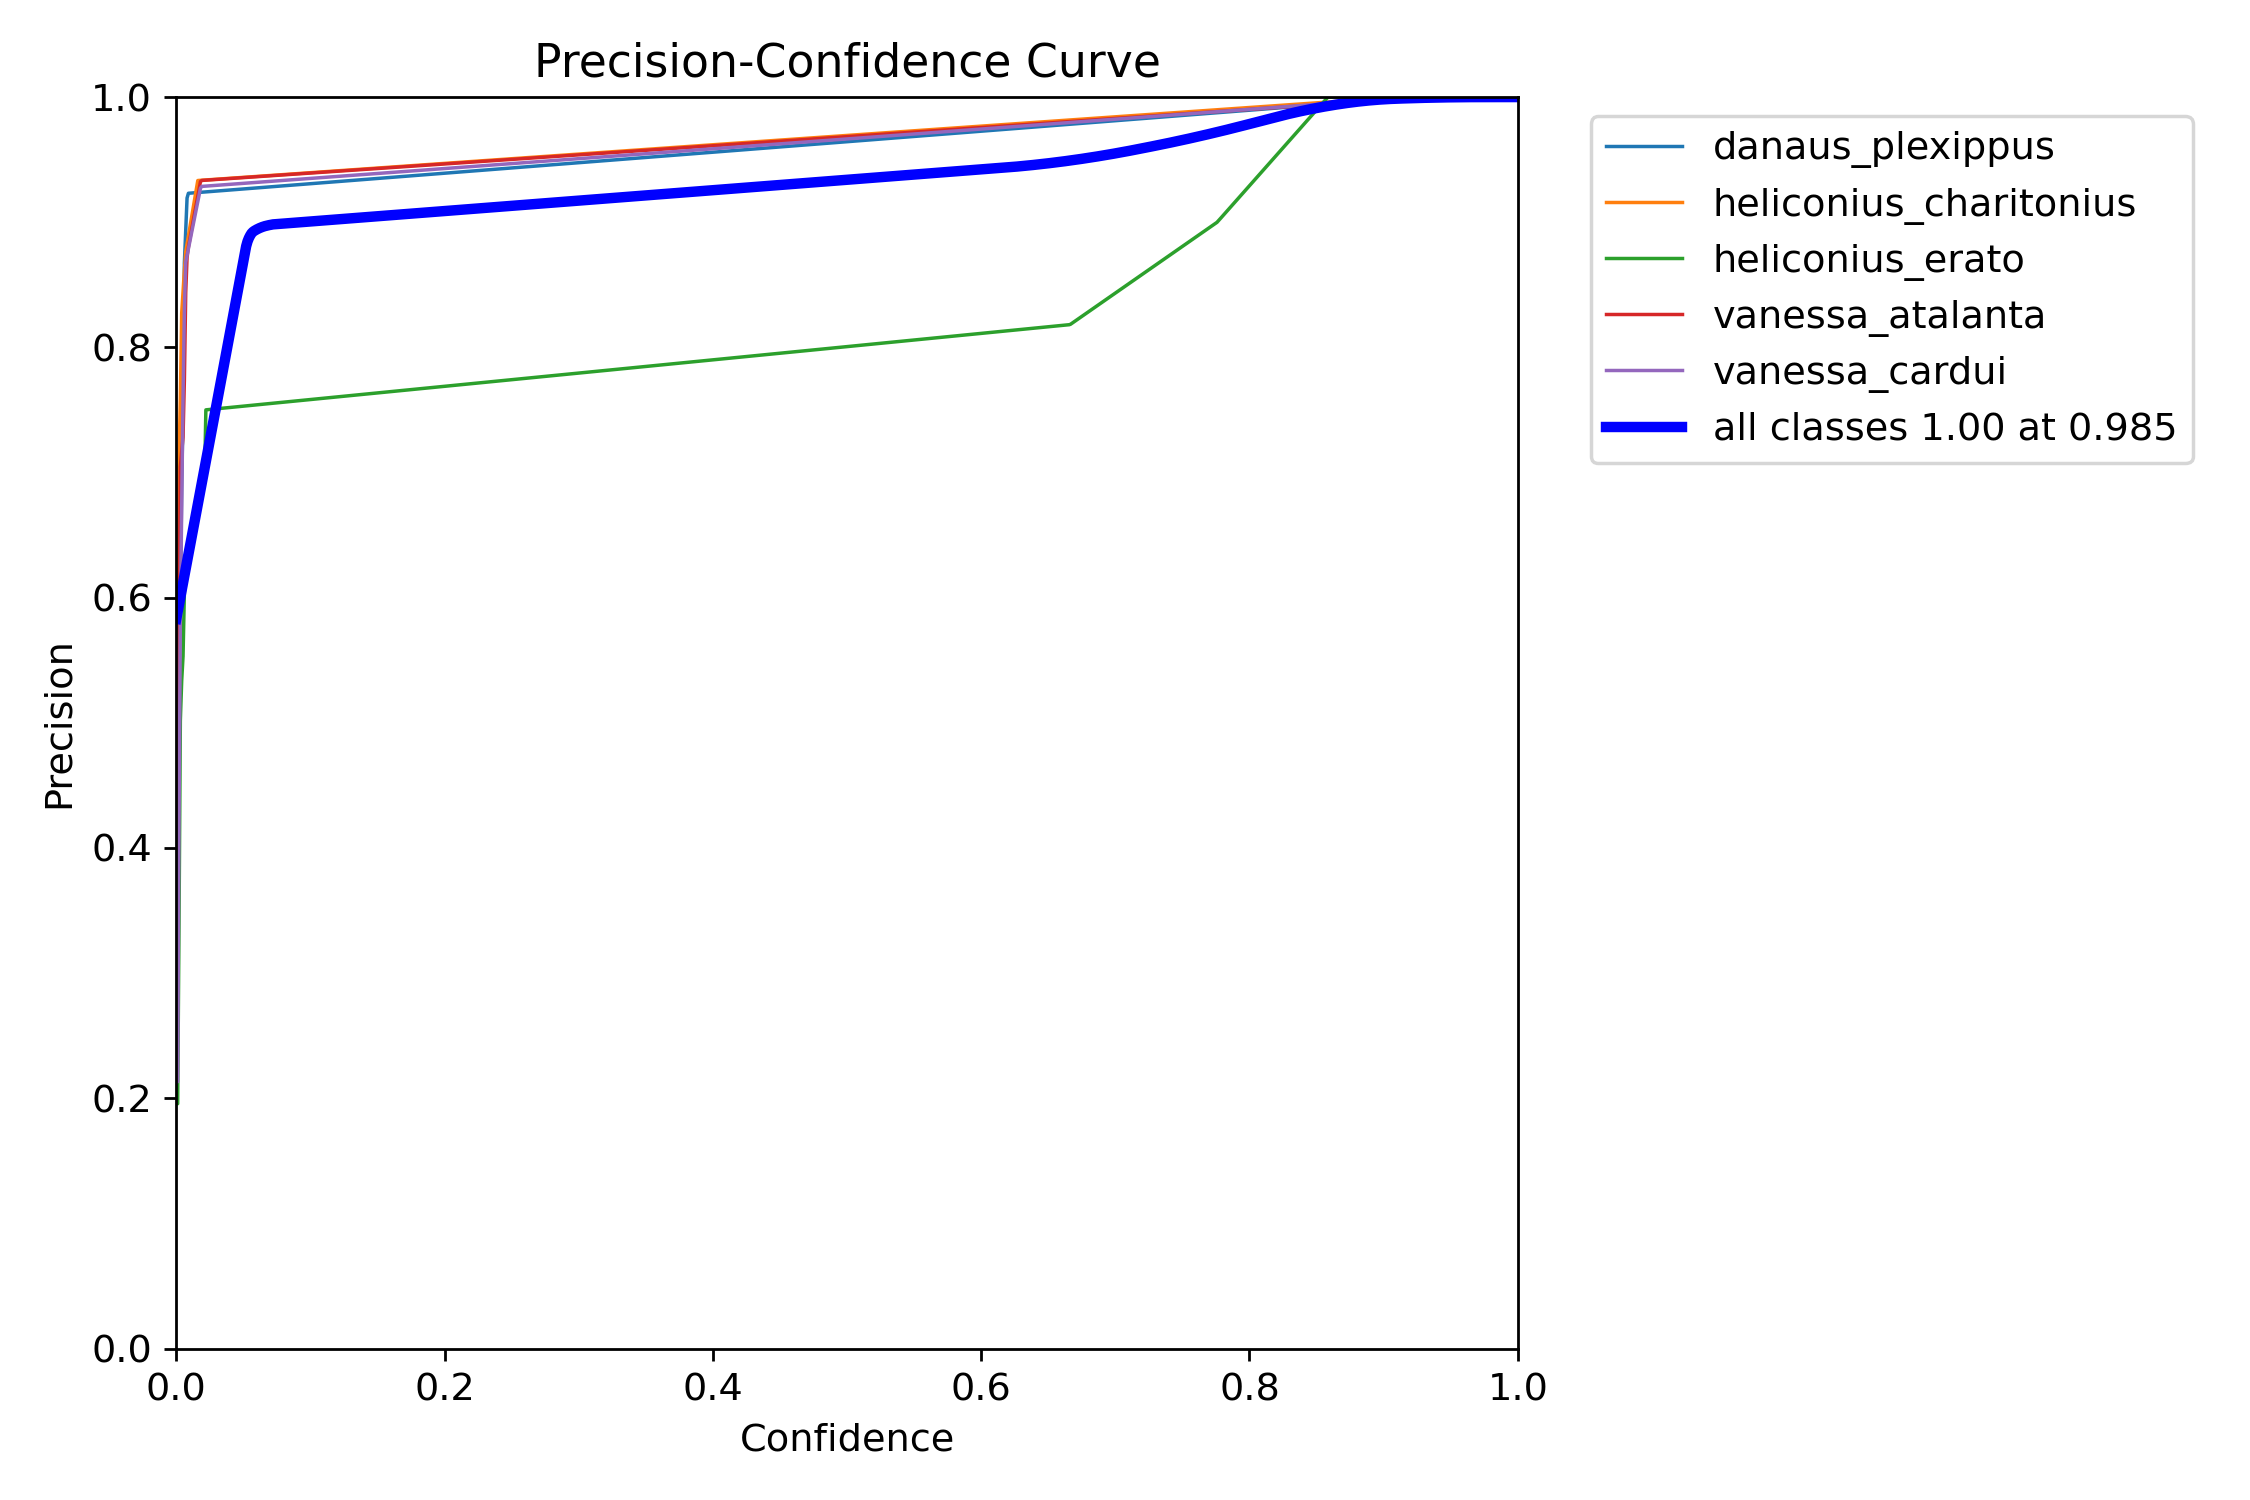 Precision-Confidence Curve
1.0
0.8
0.6
0.4
0.2
0.0
Precision
0.0 0.2 0.4 0.6 0.8 1.0
Confidence
danaus_plexippus
heliconius_charitonius
heliconius_erato
vanessa_atalanta
vanessa_cardui
all classes 1.00 at 0.985